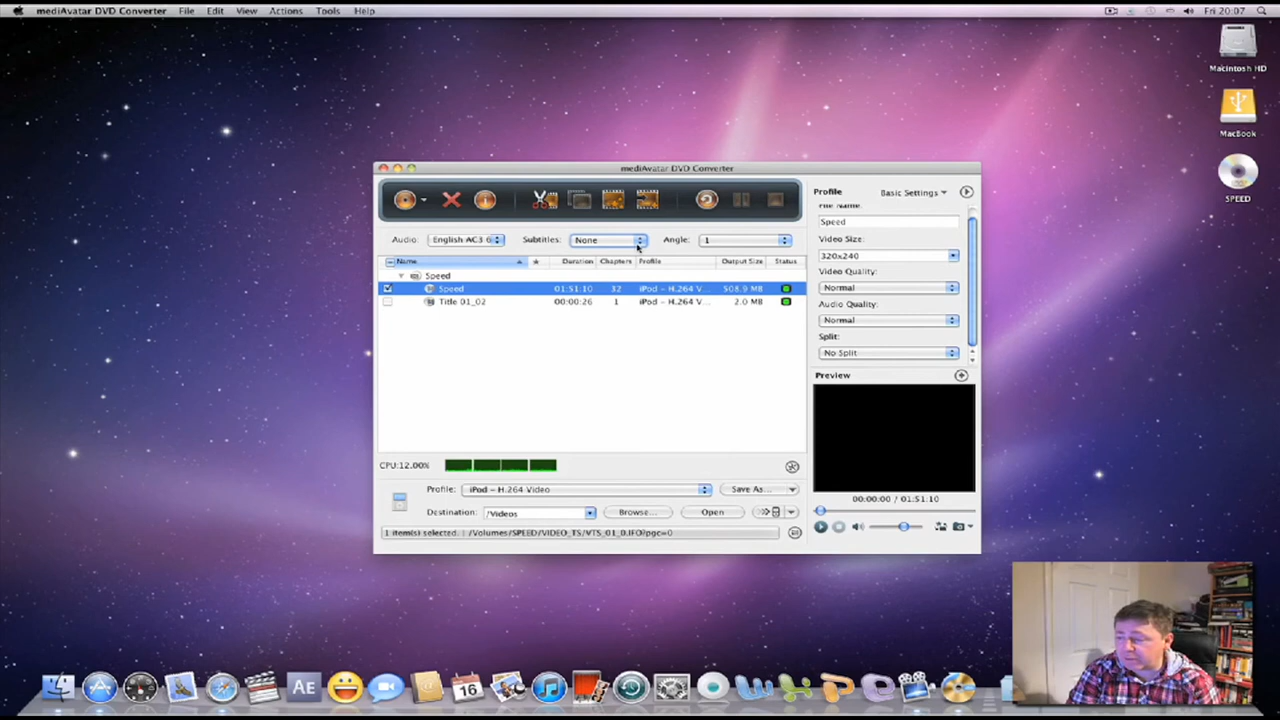 mediAvatar DVD Converter File Edit View Actions Tools Help Fri 20:07
Macintosh HD
MacBook
SPEED
mediAvatar DVD Converter
Profile Basic Settings
File Name:
Speed
Audio: English AC3 6 Subtitles: None Angle: 1
Video Size:
320x240
Name Duration Chapters Profile Output Size Status
Speed
Speed 01:51:10 32 iPod - H.264 V... 508.9 MB
Title 01_02 00:00:26 1 iPod - H.264 V... 2.0 MB
Video Quality:
Normal
Audio Quality:
Normal
Split:
No Split
Preview
CPU:12.00%
Profile: iPod - H.264 Video Save As...
00:00:00 / 01:51:10
Destination: /Videos Browse... Open
1 item(s) selected. | /Volumes/SPEED/VIDEO_TS/VTS_01_0.IFO?pgc=0
AE 16